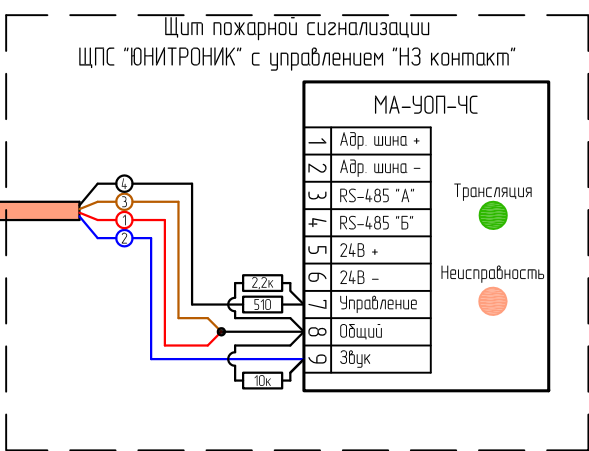 Щит пожарной сигнализации
ЩПС "ЮНИТРОНИК" с управлением "НЗ контакт"
МА-УОП-ЧС
1 Адр. шина +
2 Адр. шина -
3 RS-485 "А"
4 RS-485 "Б"
5 24В +
6 24В -
7 Управление
8 Общий
9 Звук
Трансляция
Неисправность
4
3
1
2
2,2к
510
10к